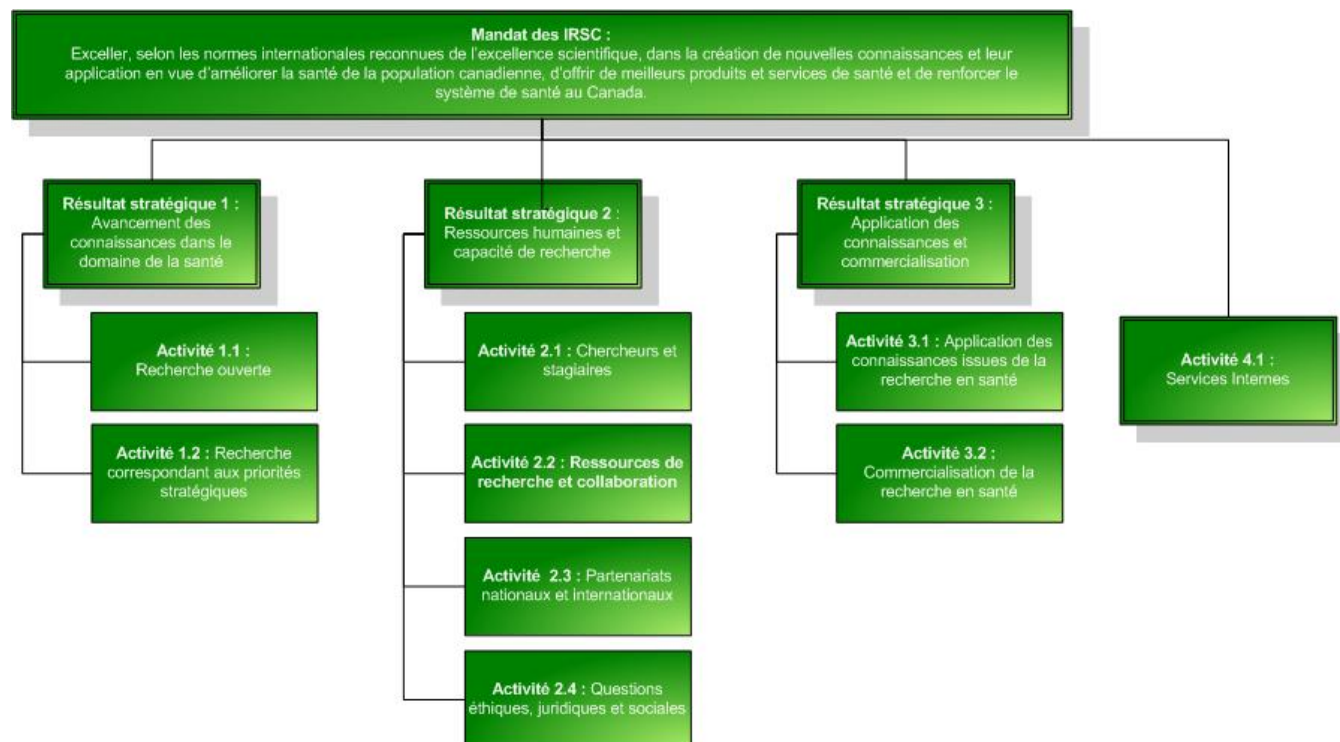 Mandat des IRSC :
Exceller, selon les normes internationales reconnues de l'excellence scientifique, dans la création de nouvelles connaissances et leur
application en vue d'améliorer la santé de la population canadienne, d'offrir de meilleurs produits et services de santé et de renforcer le
système de santé au Canada.
Résultat stratégique 1 :
Avancement des
connaissances dans le
domaine de la santé
Activité 1.1 :
Recherche ouverte
Activité 1.2 : Recherche
correspondant aux priorités
stratégiques
Résultat stratégique 2 :
Ressources humaines et
capacité de recherche
Activité 2.1 : Chercheurs et
stagiaires
Activité 2.2 : Ressources de
recherche et collaboration
Activité 2.3 : Partenariats
nationaux et internationaux
Activité 2.4 : Questions
éthiques, juridiques et sociales
Résultat stratégique 3 :
Application des
connaissances et
commercialisation
Activité 3.1 : Application des
connaissances issues de la
recherche en santé
Activité 3.2 :
Commercialisation de la
recherche en santé
Activité 4.1 :
Services Internes